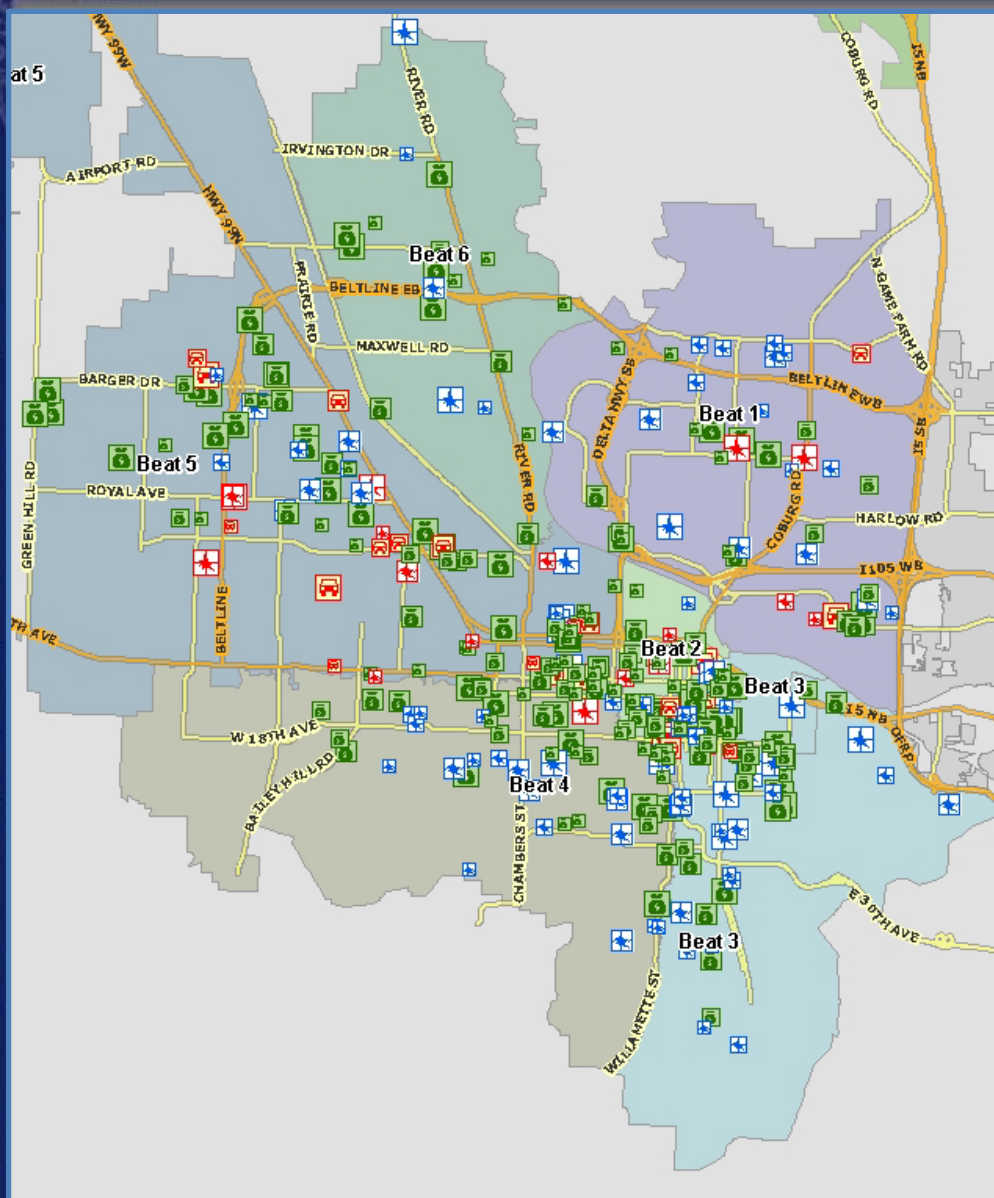 HWY 99W
COBURG RD
I5 NB
at 5
RIVER RD
IRVINGTON DR
AIRPORT RD
HWY 99N
Beat 6
PRAIRIE RD
BELTLINE EB
N GAME FARM RD
MAXWELL RD
DELTA HWY SB
BELTLINE WB
BARGER DR
Beat 1
I5 SB
Beat 5
RIVER RD
GREEN HILL RD
ROYAL AVE
COBURG RD
HARLOW RD
I105 WB
BELTLINE
TH AVE
Beat 2
Beat 3
I5 NB OFRP
W 18TH AVE
BAILEY HILL RD
Beat 4
CHAMBERS ST
E 30TH AVE
Beat 3
WILLAMETTE ST